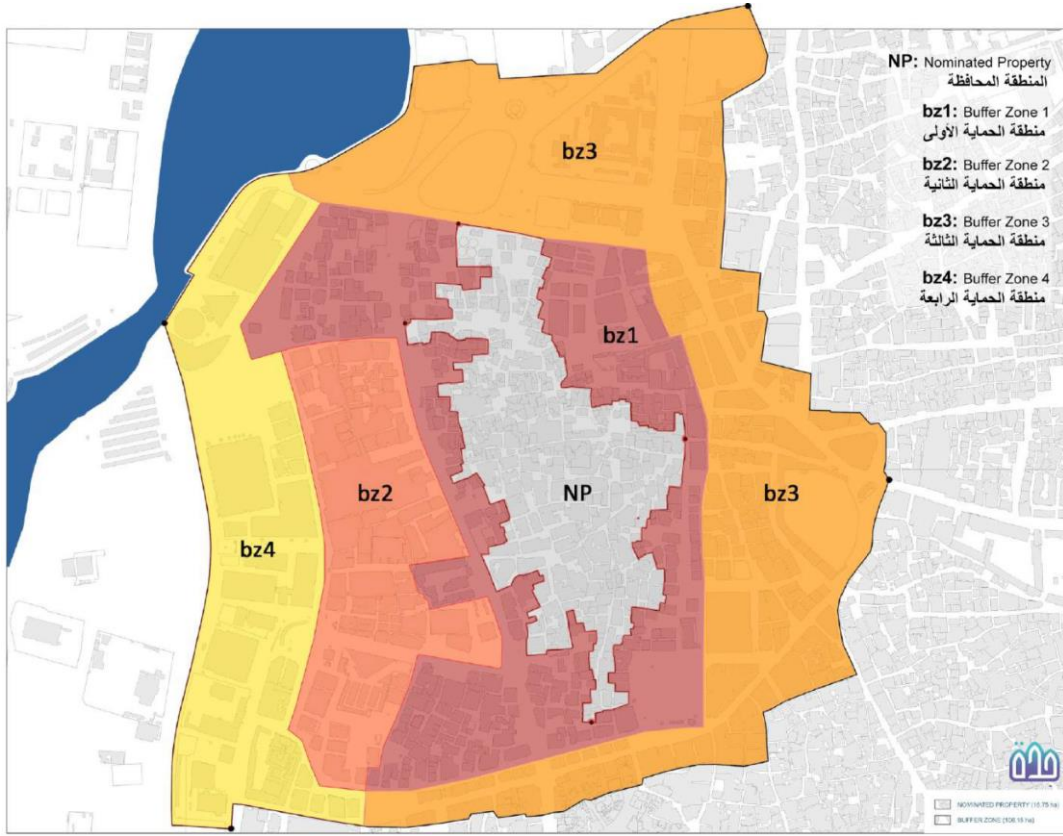 NP: Nominated Property
المنطقة المحافظة
bz1: Buffer Zone 1
منطقة الحماية الأولى
bz2: Buffer Zone 2
منطقة الحماية الثانية
bz3: Buffer Zone 3
منطقة الحماية الثالثة
bz4: Buffer Zone 4
منطقة الحماية الرابعة
bz3
bz1
bz2
NP
bz3
bz4
bz3
NOMINATED PROPERTY
BUFFER ZONE